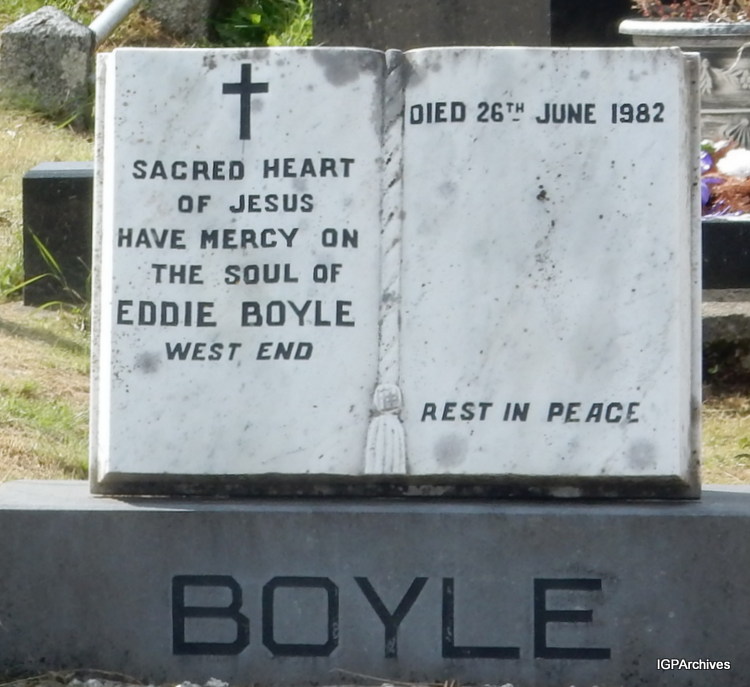 SACRED HEART
OF JESUS
HAVE MERCY ON
THE SOUL OF
EDDIE BOYLE
WEST END
DIED 26TH JUNE 1982
REST IN PEACE
BOYLE
IGPArchives